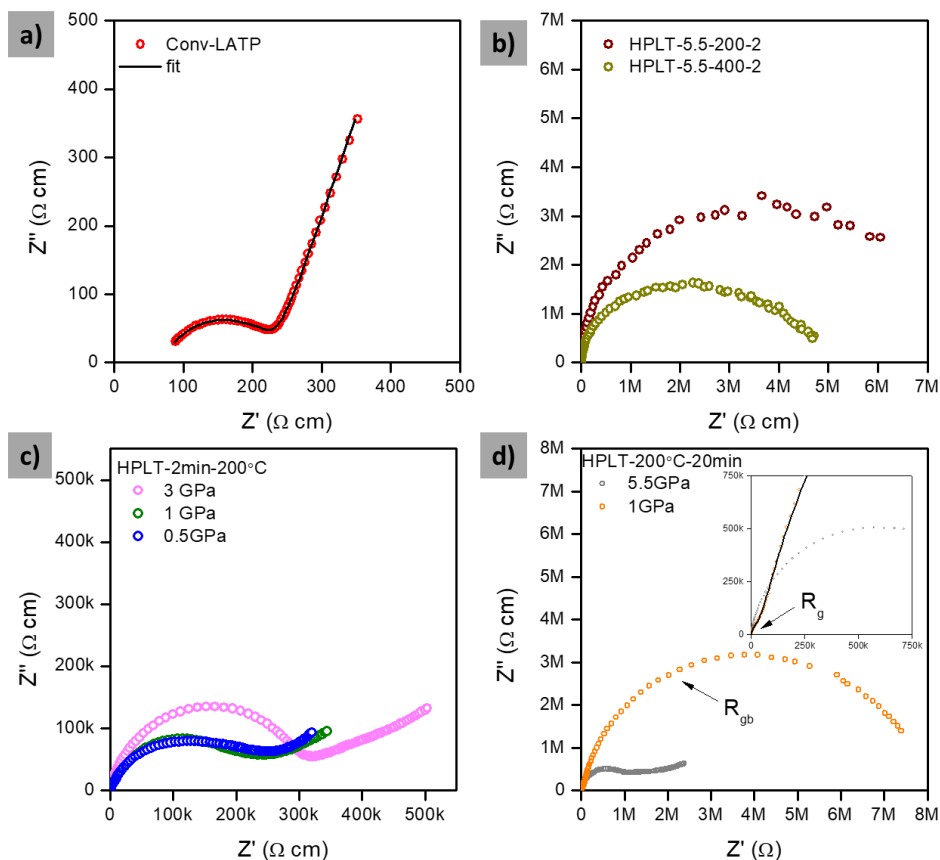 a)
500
400
300
200
100
0
Z'' (Ω cm)
Conv-LATP
fit
0 100 200 300 400 500
Z' (Ω cm)
b)
7M
6M
5M
4M
3M
2M
1M
0
Z'' (Ω cm)
HPLT-5.5-200-2
HPLT-5.5-400-2
0 1M 2M 3M 4M 5M 6M 7M
Z' (Ω cm)
c)
500k
400k
300k
200k
100k
0
Z'' (Ω cm)
HPLT-2min-200°C
3 GPa
1 GPa
0.5GPa
0 100k 200k 300k 400k 500k
Z' (Ω cm)
d)
8M
7M
6M
5M
4M
3M
2M
1M
0
Z'' (Ω cm)
HPLT-200°C-20min
5.5GPa
1GPa
750k
500k
250k
0
Rg
0 250k 500k 750k
Rgb
0 1M 2M 3M 4M 5M 6M 7M 8M
Z' (Ω)